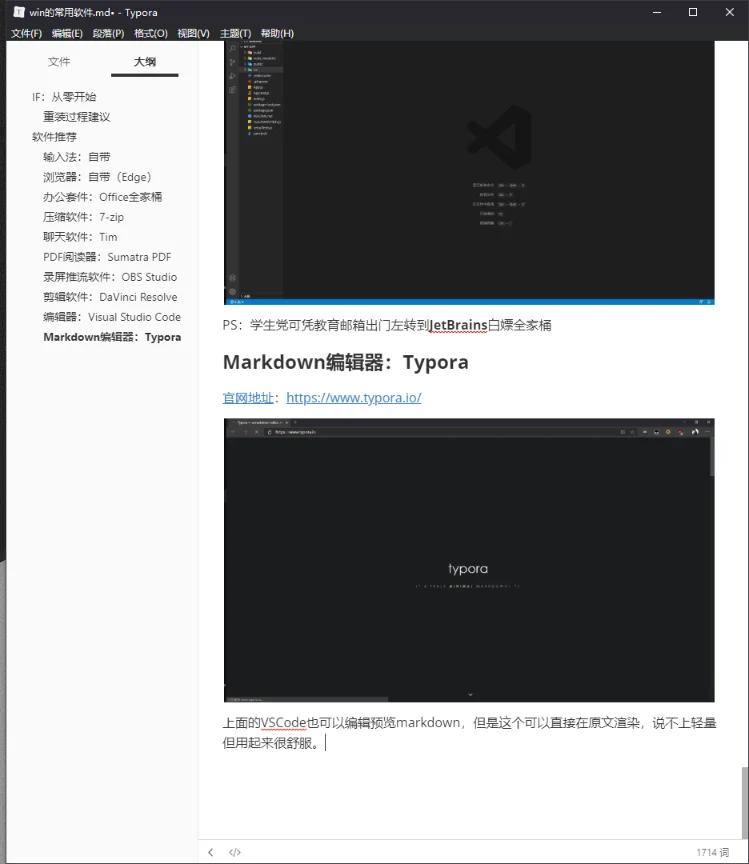 win的常用软件.md• - Typora
文件(F) 编辑(E) 段落(P) 格式(O) 视图(V) 主题(T) 帮助(H)
文件 大纲
IF：从零开始
重装过程建议
软件推荐
输入法：自带
浏览器：自带（Edge）
办公套件：Office全家桶
压缩软件：7-zip
聊天软件：Tim
PDF阅读器：Sumatra PDF
录屏推流软件：OBS Studio
剪辑软件：DaVinci Resolve
编辑器：Visual Studio Code
Markdown编辑器：Typora
PS：学生党可凭教育邮箱出门左转到JetBrains白嫖全家桶
Markdown编辑器：Typora
官网地址：https://www.typora.io/
typora
上面的VSCode也可以编辑预览markdown，但是这个可以直接在原文渲染，说不上轻量
但用起来很舒服。
1714 词